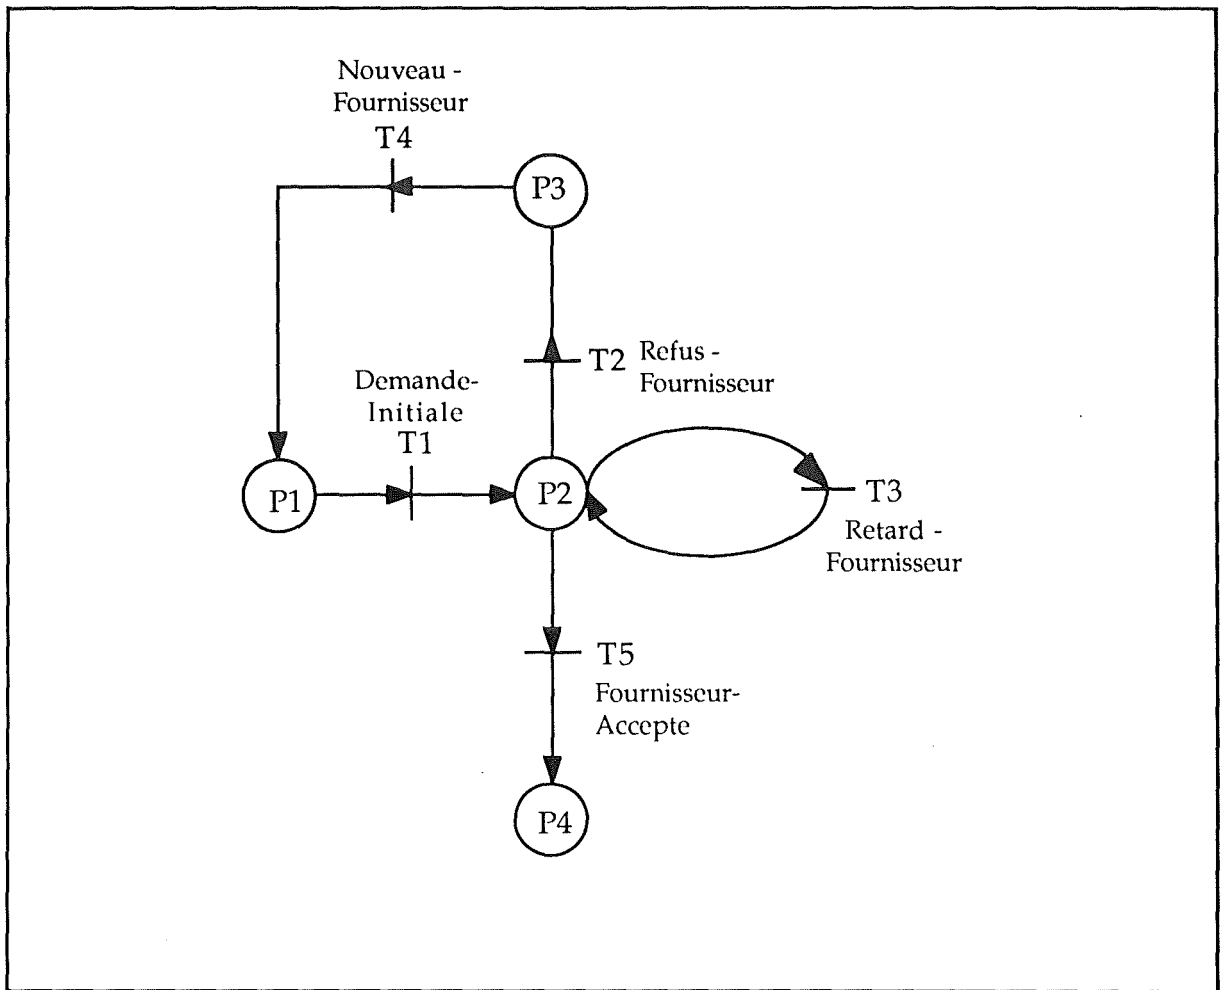 Nouveau -
Fournisseur
T4
P3
T2
Refus -
Fournisseur
Demande-
Initiale
T1
P1
P2
T3
Retard -
Fournisseur
T5
Fournisseur-
Accepte
P4